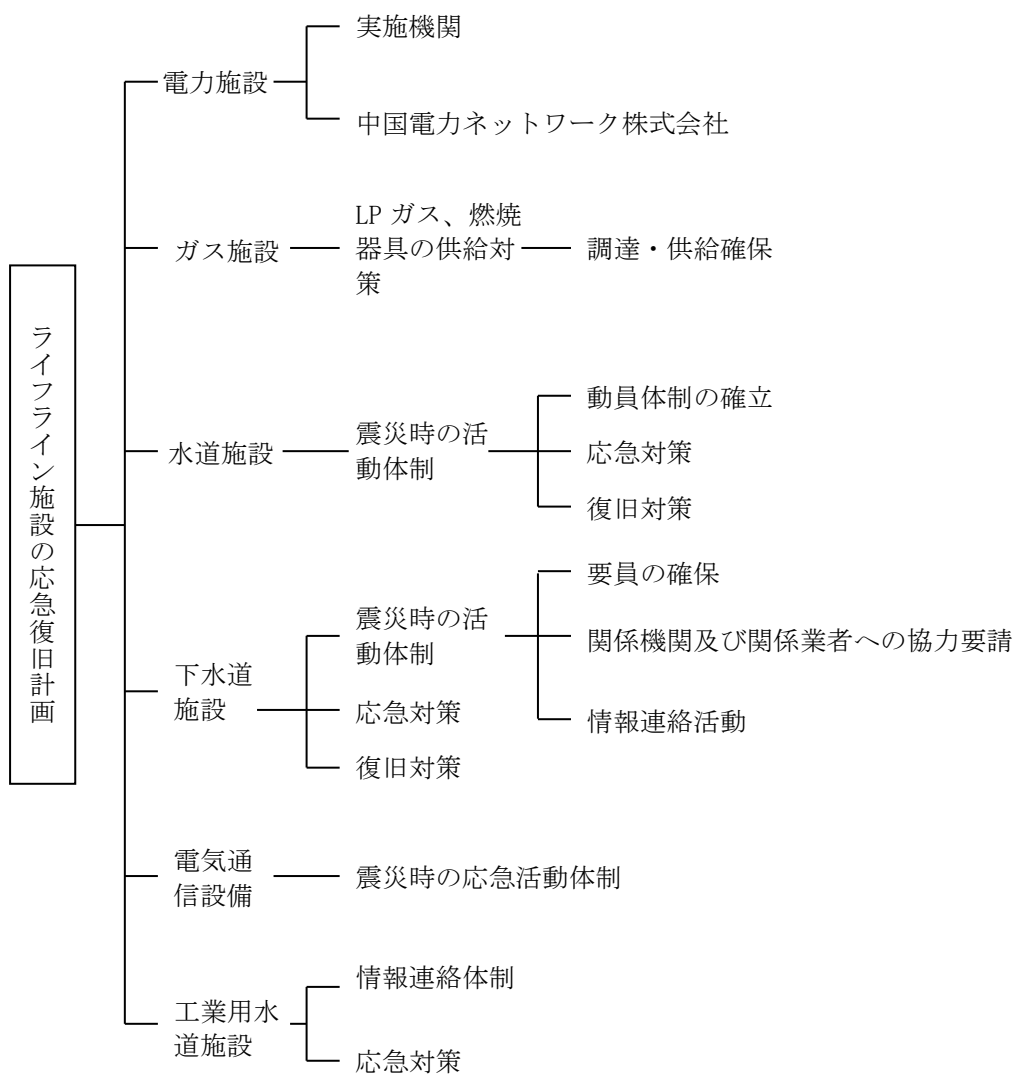 ライフライン施設の応急復旧計画
電力施設
実施機関
中国電力ネットワーク株式会社
ガス施設
LP ガス、燃焼
器具の供給対
策
調達・供給確保
水道施設
震災時の活
動体制
動員体制の確立
応急対策
復旧対策
下水道
施設
震災時の活
動体制
要員の確保
関係機関及び関係業者への協力要請
情報連絡活動
応急対策
復旧対策
電気通
信設備
震災時の応急活動体制
工業用水
道施設
情報連絡体制
応急対策